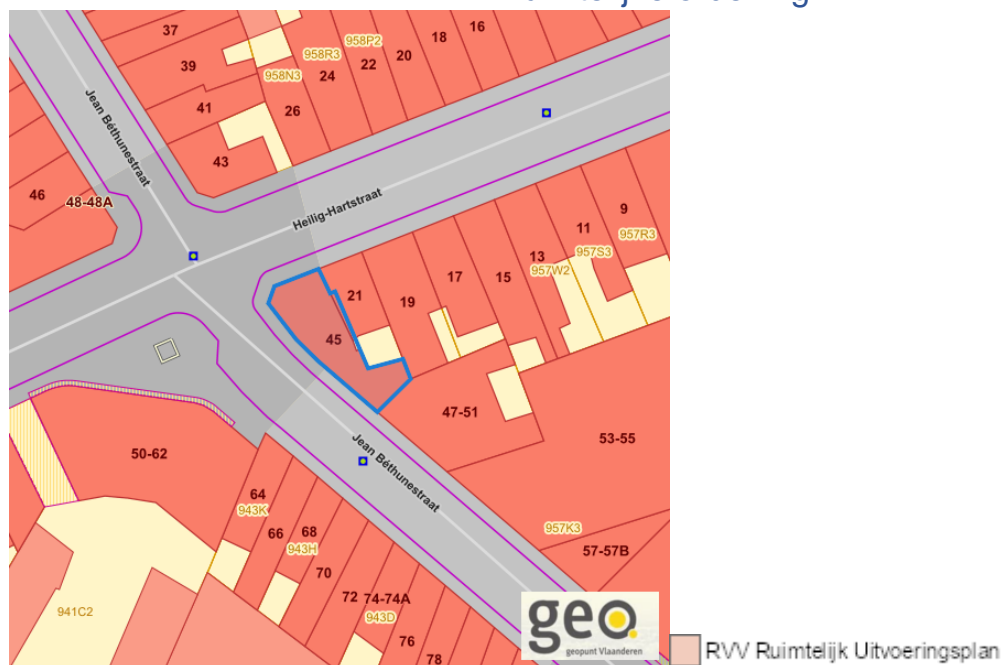 37
39
41
43
958N3
26
958R3
24
958P2
22
20
18
16
46
48-48A
Jean Béthunestraat
Heilig-Hartstraat
21
45
19
17
15
13
957W2
11
957S3
9
957R3
47-51
53-55
957K3
57-57B
50-62
Jean Béthunestraat
64
943K
66
68
943H
70
72
74-74A
943D
76
78
941C2
geo.
geopunt Vlaanderen
RVV Ruimtelijk Uitvoeringsplan